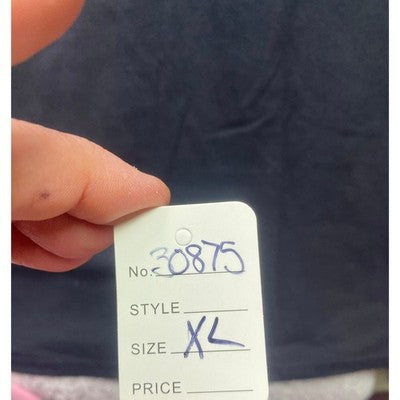 No. 30875
STYLE
SIZE XL
PRICE